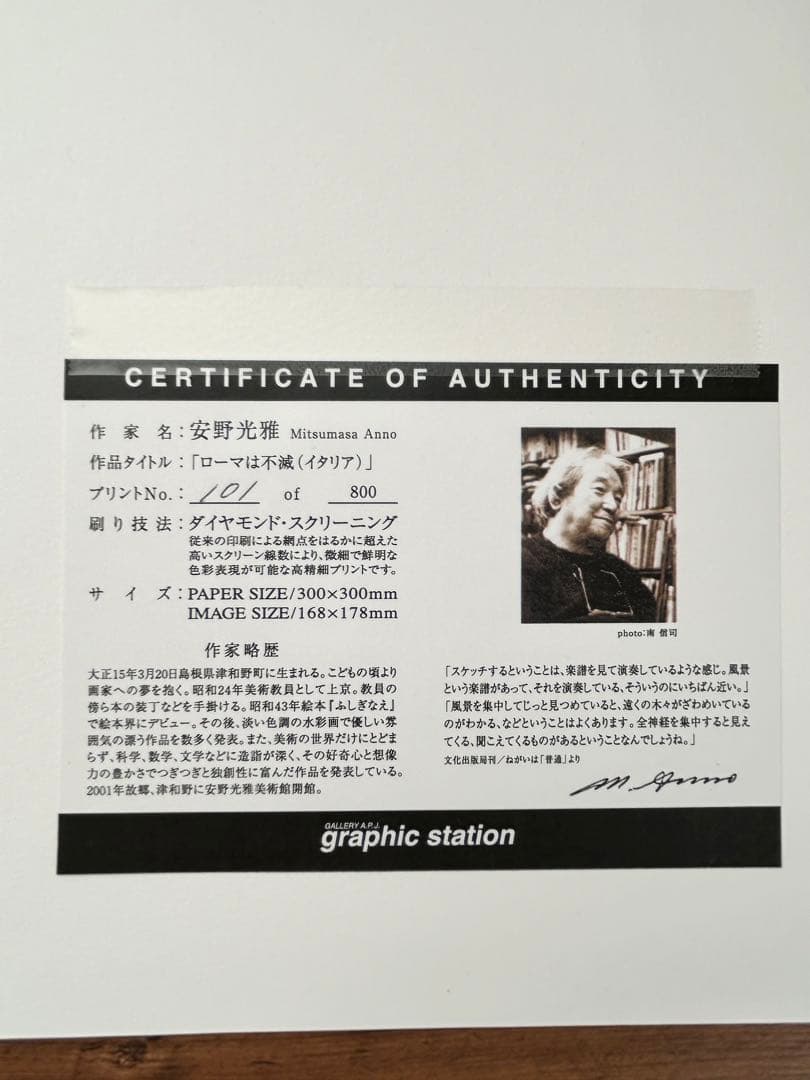 CERTIFICATE OF AUTHENTICITY
作家名：安野光雅 Mitsumasa Anno
作品タイトル：「ローマは不滅（イタリア）」
プリントNo.： 101 of 800
刷り技法：ダイヤモンド・スクリーニング
従来の印刷による網点をはるかに超えた
高いスクリーン線数により、微細で鮮明な
色彩表現が可能な高精細プリントです。
サイズ：PAPER SIZE/300×300mm
IMAGE SIZE/168×178mm
作家略歴
大正15年3月20日島根県津和野町に生まれる。こどもの頃より
画家への夢を抱く。昭和24年美術教員として上京。教員の
傍ら本の装丁などを手掛ける。昭和43年絵本『ふしぎなえ』
で絵本界にデビュー。その後、淡い色調の水彩画で優しい雰
囲気の漂う作品を数多く発表。また、美術の世界だけにとどま
らず、科学、数学、文学などに造詣が深く、その好奇心と想像
力の豊かさでつぎつぎと独創性に富んだ作品を発表している。
2001年故郷、津和野に安野光雅美術館開館。
photo:南 信司
「スケッチするということは、楽譜を見て演奏しているような感じ。風景
という楽譜があって、それを演奏している、そういうのにいちばん近い。」
「風景を集中してじっと見つめていると、遠くの木々がざわめいている
のがわかる、などということはよくあります。全神経を集中すると見え
てくる、聞こえてくるものがあるということなんでしょうね。」
文化出版局刊／ねがいは「普通」より
M. Anno
GALLERY A.P.J.
graphic station